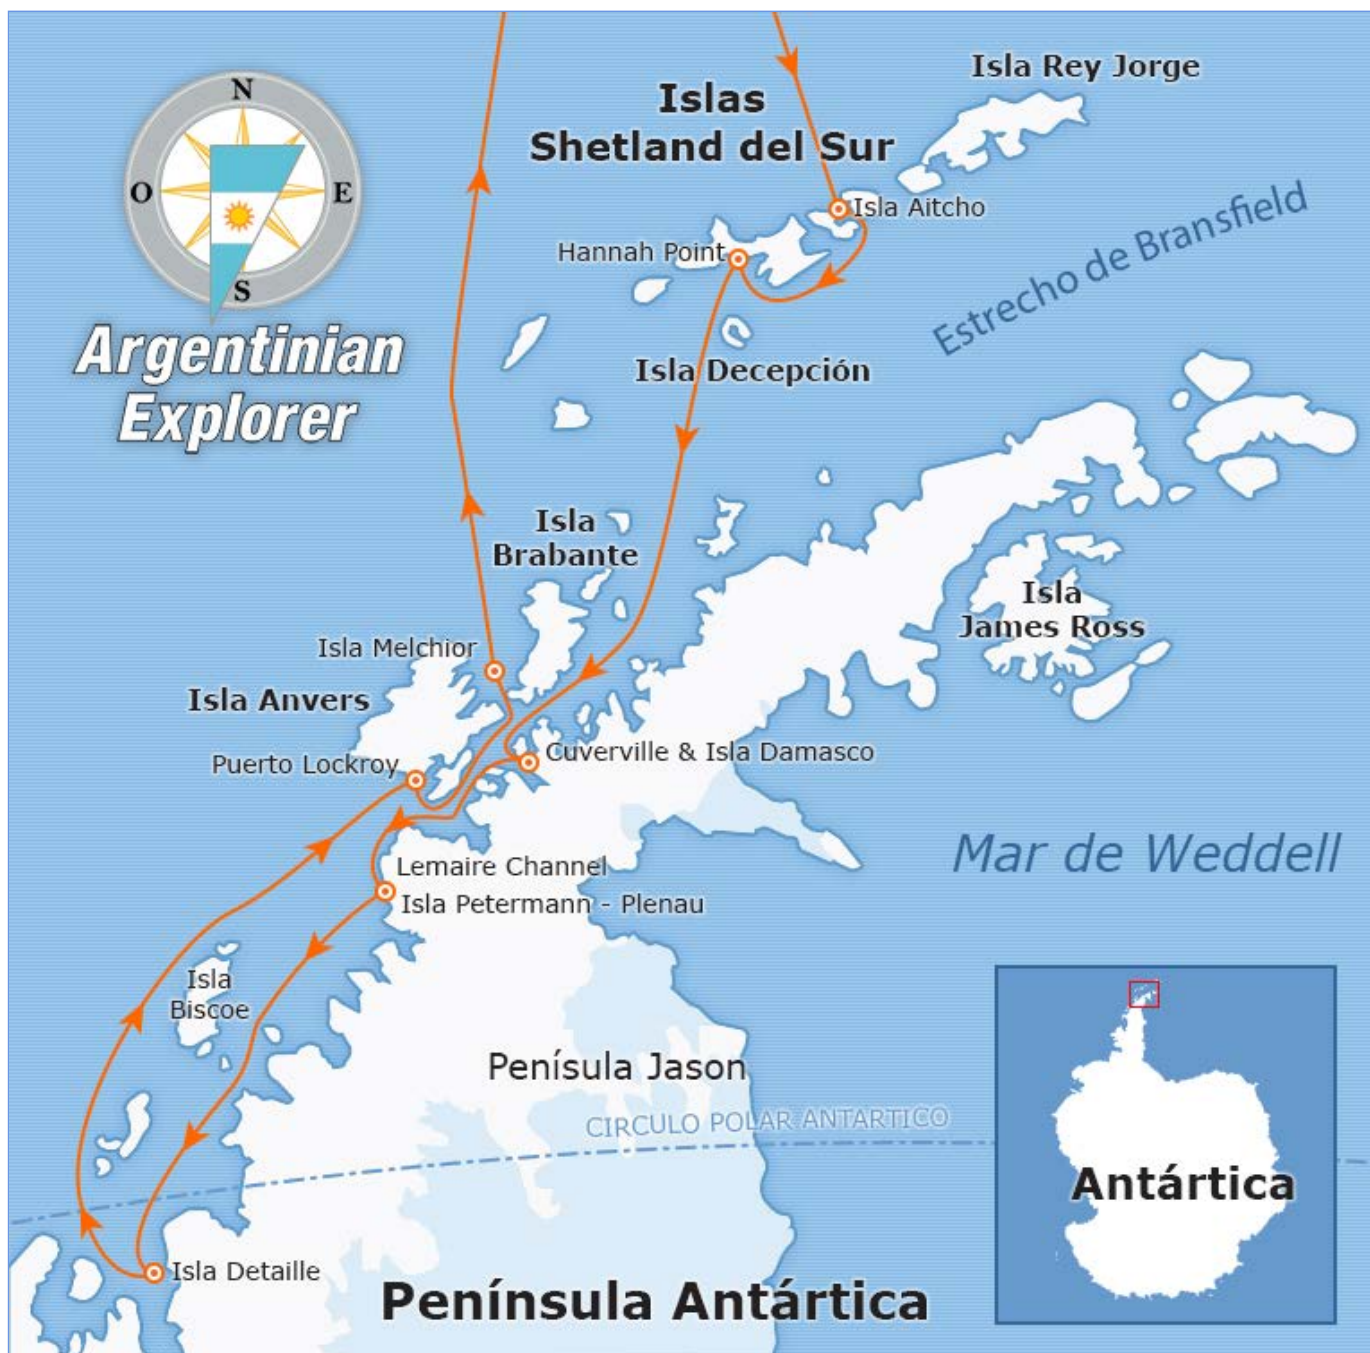 Isla Rey Jorge
Islas
Shetland del Sur
N
O
E
S
Isla Aitcho
Hannah Point
Estrecho de Bransfield
Argentinian
Explorer
Isla Decepción
Isla
Brabante
Isla
James Ross
Isla Melchior
Isla Anvers
Cuverville & Isla Damasco
Puerto Lockroy
Mar de Weddell
Lemaire Channel
Isla Petermann - Plenau
Isla
Biscoe
Penísula Jason
CIRCULO POLAR ANTARTICO
Antártica
Isla Detaille
Península Antártica